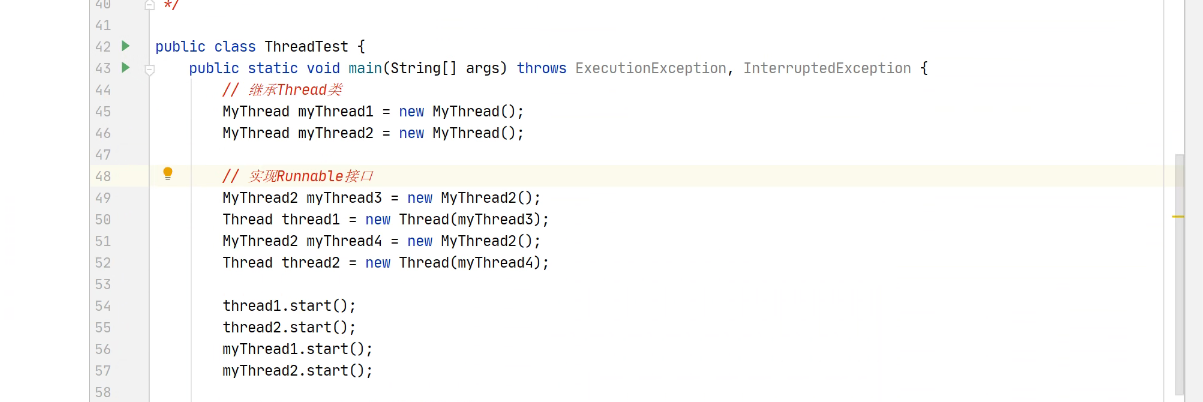 40 */
41
42 public class ThreadTest {
43 public static void main(String[] args) throws ExecutionException, InterruptedException {
44 // 继承Thread类
45 MyThread myThread1 = new MyThread();
46 MyThread myThread2 = new MyThread();
47
48 // 实现Runnable接口
49 MyThread2 myThread3 = new MyThread2();
50 Thread thread1 = new Thread(myThread3);
51 MyThread2 myThread4 = new MyThread2();
52 Thread thread2 = new Thread(myThread4);
53
54 thread1.start();
55 thread2.start();
56 myThread1.start();
57 myThread2.start();
58